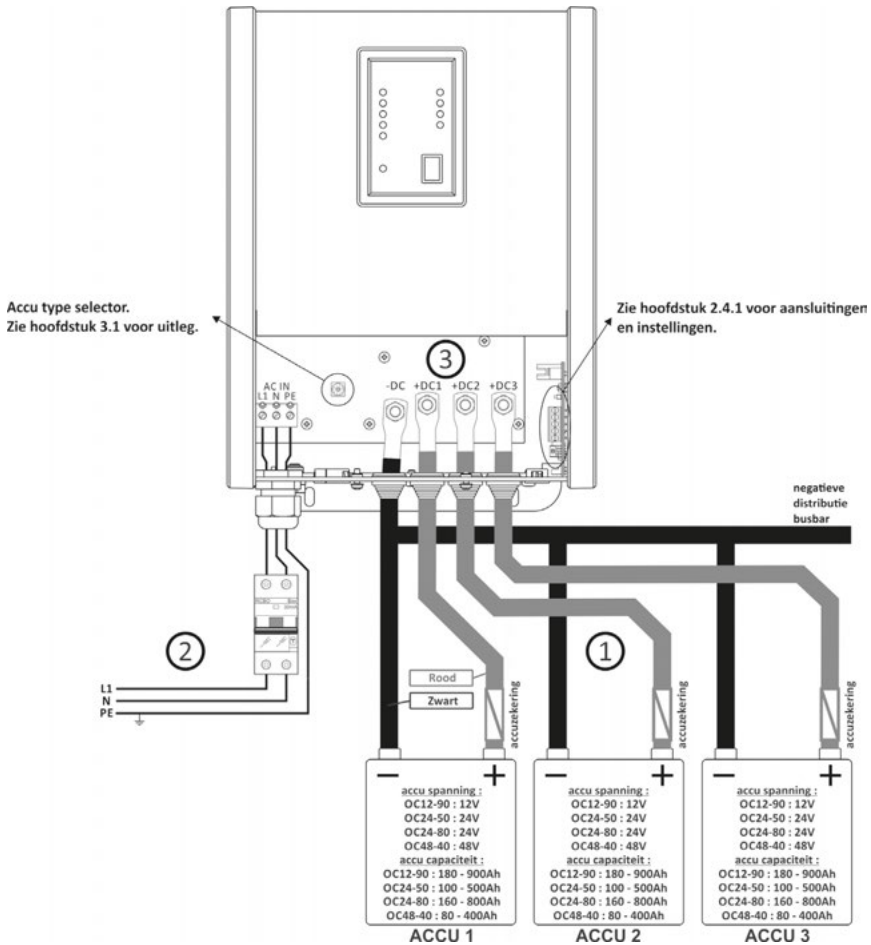 Accu type selector.
Zie hoofdstuk 3.1 voor uitleg.
Zie hoofdstuk 2.4.1 voor aansluitingen
en instellingen.
3
AC IN
L1 N PE
-DC +DC1 +DC2 +DC3
negatieve
distributie
busbar
2
1
L1
N
PE
Rood
Zwart
accuzekering
accuzekering
accuzekering
− +
accu spanning :
OC12-90 : 12V
OC24-50 : 24V
OC24-80 : 24V
OC48-40 : 48V
accu capaciteit :
OC12-90 : 180 - 900Ah
OC24-50 : 100 - 500Ah
OC24-80 : 160 - 800Ah
OC48-40 : 80 - 400Ah
ACCU 1
− +
accu spanning :
OC12-90 : 12V
OC24-50 : 24V
OC24-80 : 24V
OC48-40 : 48V
accu capaciteit :
OC12-90 : 180 - 900Ah
OC24-50 : 100 - 500Ah
OC24-80 : 160 - 800Ah
OC48-40 : 80 - 400Ah
ACCU 2
− +
accu spanning :
OC12-90 : 12V
OC24-50 : 24V
OC24-80 : 24V
OC48-40 : 48V
accu capaciteit :
OC12-90 : 180 - 900Ah
OC24-50 : 100 - 500Ah
OC24-80 : 160 - 800Ah
OC48-40 : 80 - 400Ah
ACCU 3